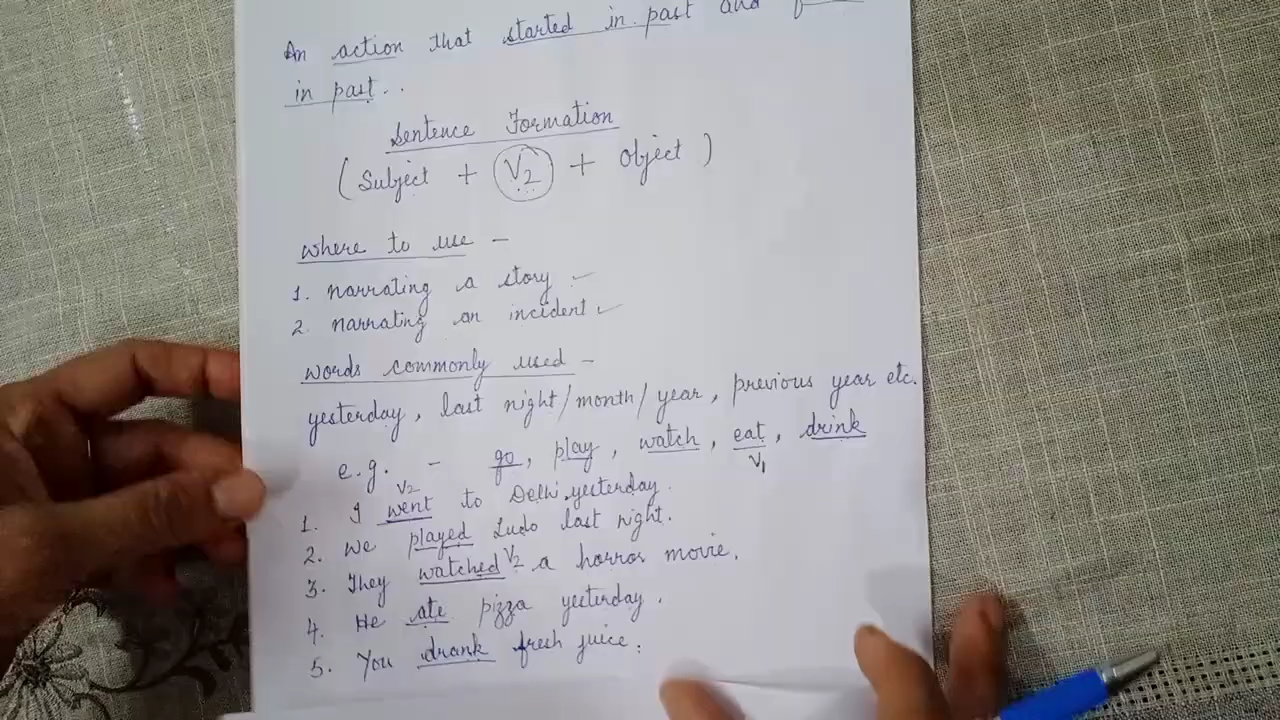 An action that started in past and
in past..
Sentence Formation
(Subject + V2 + Object)
where to use -
1. narrating a story ✓
2. narrating an incident ✓
words commonly used -
yesterday, last night/month/year, previous year etc.
e.g. - go, play, watch, eat, drink
V2 V1
1. I went to Delhi yesterday.
2. We played Ludo last night.
3. They watched V2 a horror movie.
4. He ate pizza yesterday.
5. You drank fresh juice.